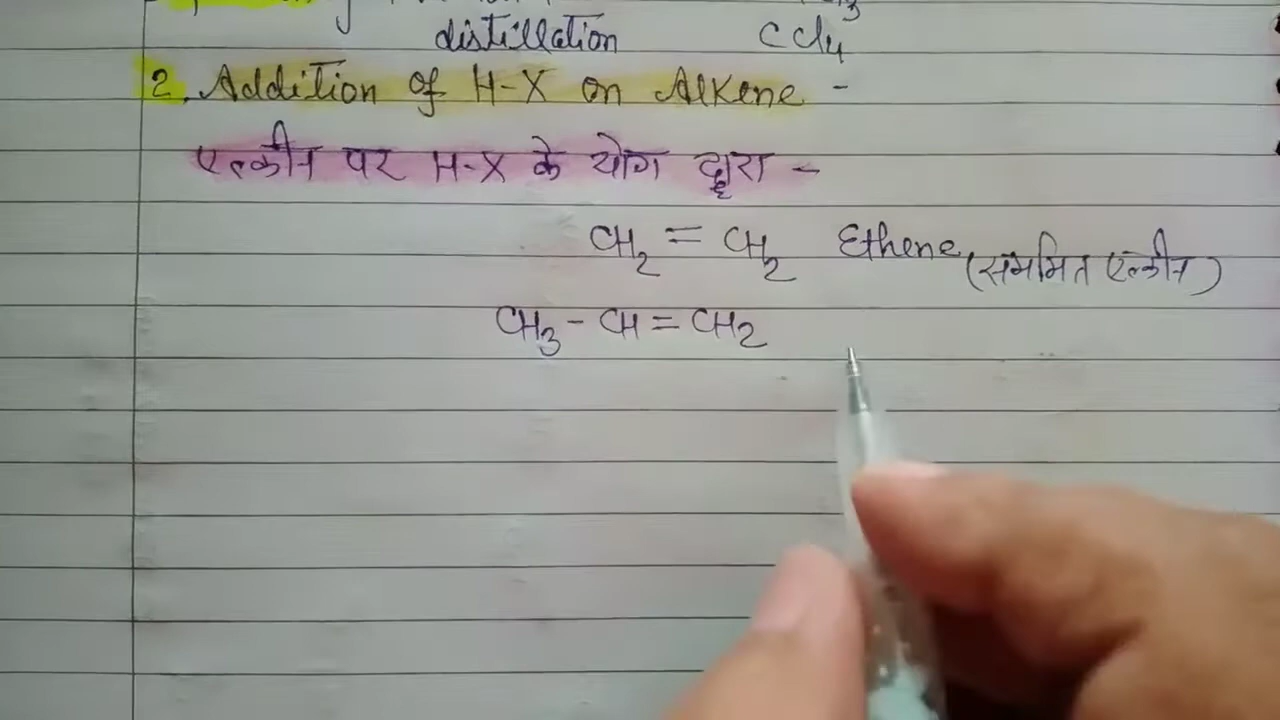 distillation CCl4
2. Addition of H-X on Alkene -
एल्कीन पर H-X के योग द्वारा -
CH2 = CH2 Ethene (सममित एल्कीन)
CH3 - CH = CH2